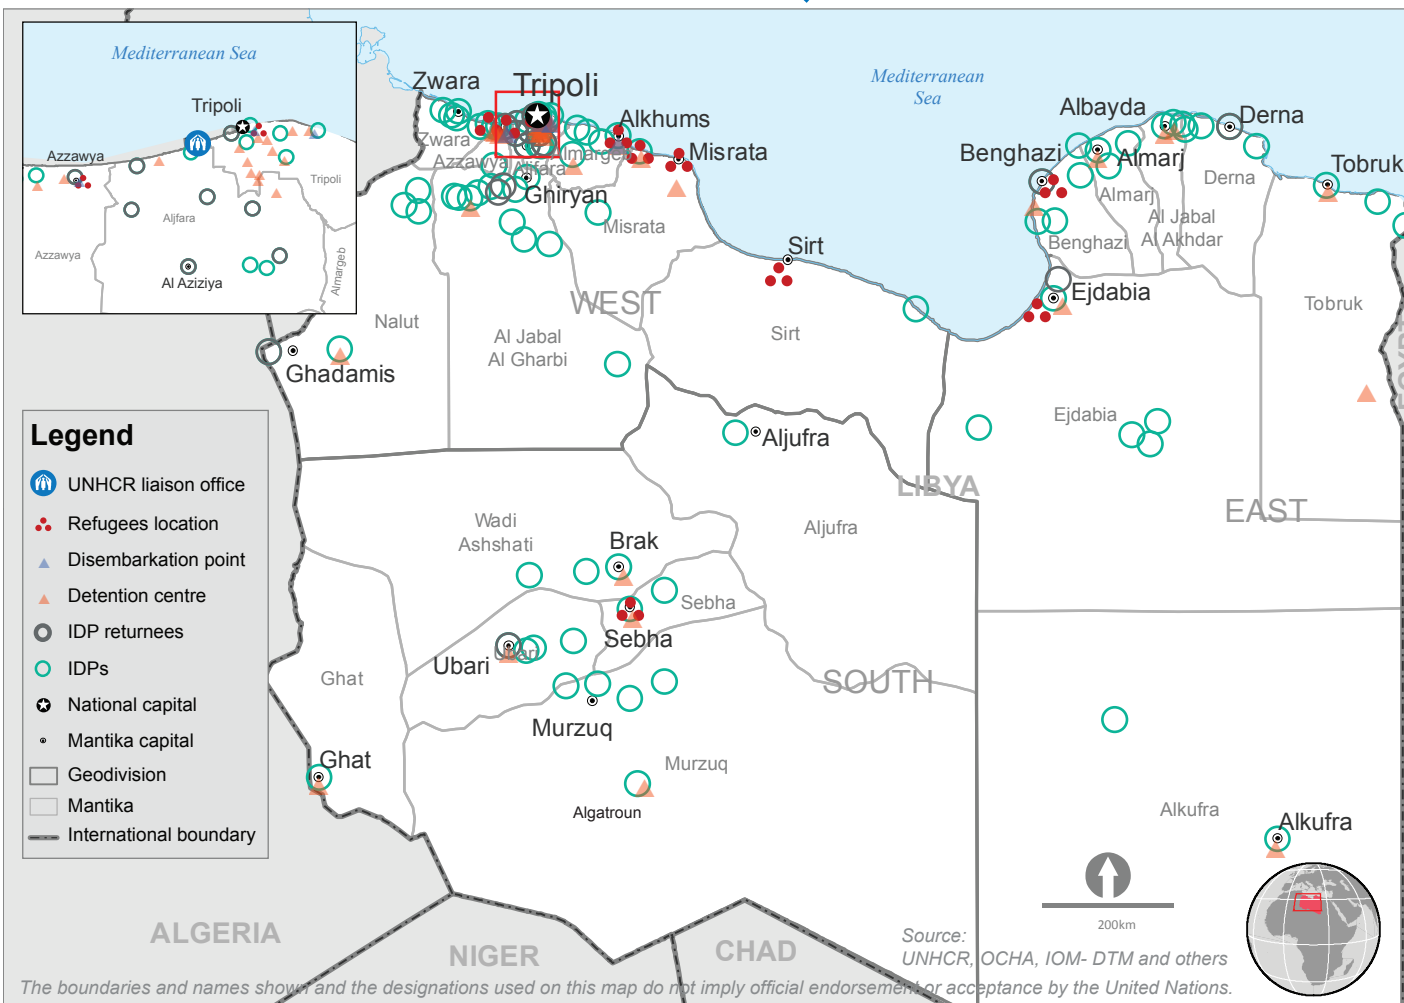 Mediterranean Sea
Tripoli
Azzawya
Tripoli
Aljfara
Azzawya
Al Aziziya
Almargeb
Zwara
Tripoli
Mediterranean
Sea
Alkhums
Misrata
Zwara
Azzawya
Almargeb
Aljfara
Ghiryan
Misrata
Albayda
Derna
Benghazi
Almarj
Tobruk
Almarj
Derna
Al Jabal
Al Akhdar
Benghazi
Sirt
Ejdabia
WEST
Nalut
Al Jabal
Al Gharbi
Sirt
Tobruk
EGYPT
Ghadamis
Aljufra
Ejdabia
LIBYA
EAST
Legend
UNHCR liaison office
Refugees location
Disembarkation point
Detention centre
IDP returnees
IDPs
National capital
Mantika capital
Geodivision
Mantika
International boundary
Wadi
Ashshati
Brak
Aljufra
Sebha
Sebha
Ubari
Ubari
Ghat
SOUTH
Murzuq
Ghat
Murzuq
Algatroun
Alkufra
Alkufra
200km
ALGERIA
NIGER
CHAD
Source:
UNHCR, OCHA, IOM- DTM and others
The boundaries and names shown and the designations used on this map do not imply official endorsement or acceptance by the United Nations.